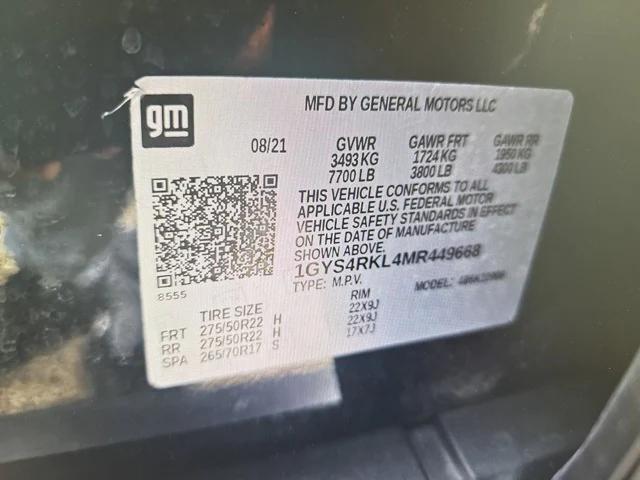 gm
MFD BY GENERAL MOTORS LLC
08/21 GVWR GAWR FRT GAWR RR
3493 KG 1724 KG 1950 KG
7700 LB 3800 LB 4300 LB
THIS VEHICLE CONFORMS TO ALL
APPLICABLE U.S. FEDERAL MOTOR
VEHICLE SAFETY STANDARDS IN EFFECT
ON THE DATE OF MANUFACTURE
SHOWN ABOVE.
1GYS4RKL4MR449668
8555
TYPE: M.P.V. MODEL:
TIRE SIZE RIM
FRT 275/50R22 H 22X9J
RR 275/50R22 H 22X9J
SPA 265/70R17 S 17X7J